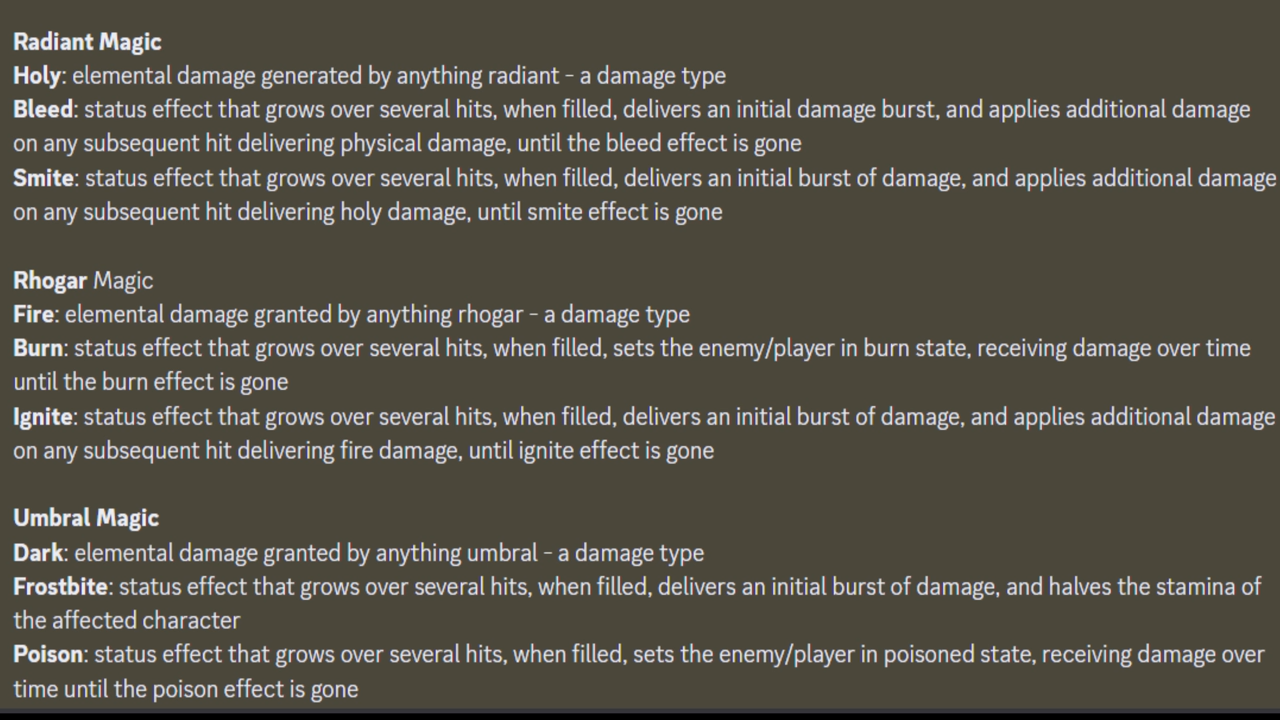 Radiant Magic
Holy: elemental damage generated by anything radiant - a damage type
Bleed: status effect that grows over several hits, when filled, delivers an initial damage burst, and applies additional damage
on any subsequent hit delivering physical damage, until the bleed effect is gone
Smite: status effect that grows over several hits, when filled, delivers an initial burst of damage, and applies additional damage
on any subsequent hit delivering holy damage, until smite effect is gone
Rhogar Magic
Fire: elemental damage granted by anything rhogar - a damage type
Burn: status effect that grows over several hits, when filled, sets the enemy/player in burn state, receiving damage over time
until the burn effect is gone
Ignite: status effect that grows over several hits, when filled, delivers an initial burst of damage, and applies additional damage
on any subsequent hit delivering fire damage, until ignite effect is gone
Umbral Magic
Dark: elemental damage granted by anything umbral - a damage type
Frostbite: status effect that grows over several hits, when filled, delivers an initial burst of damage, and halves the stamina of
the affected character
Poison: status effect that grows over several hits, when filled, sets the enemy/player in poisoned state, receiving damage over
time until the poison effect is gone